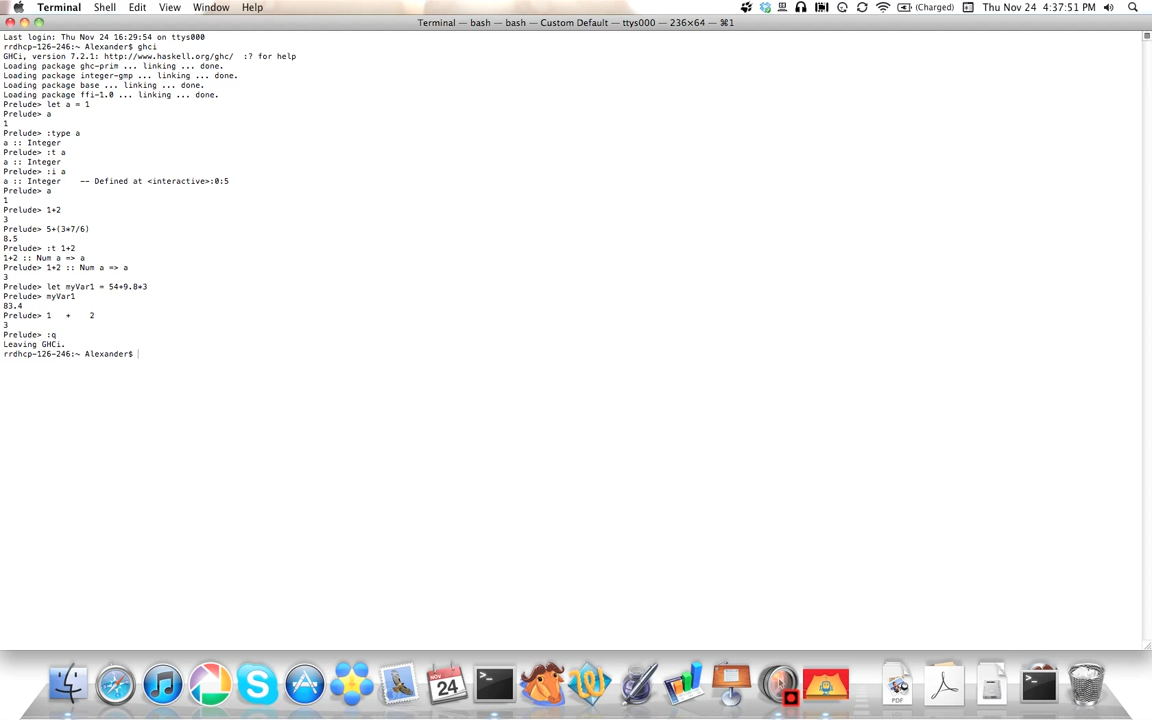 Terminal Shell Edit View Window Help (Charged) Thu Nov 24 4:37:51 PM
Terminal — bash — bash — Custom Default — ttys000 — 236×64 — ⌘1
Last login: Thu Nov 24 16:29:54 on ttys000
rrdhcp-126-246:~ Alexander$ ghci
GHCi, version 7.2.1: http://www.haskell.org/ghc/  :? for help
Loading package ghc-prim ... linking ... done.
Loading package integer-gmp ... linking ... done.
Loading package base ... linking ... done.
Loading package ffi-1.0 ... linking ... done.
Prelude> let a = 1
Prelude> a
1
Prelude> :type a
a :: Integer
Prelude> :t a
a :: Integer
Prelude> :i a
a :: Integer    -- Defined at <interactive>:0:5
Prelude> a
1
Prelude> 1+2
3
Prelude> 5+(3*7/6)
8.5
Prelude> :t 1+2
1+2 :: Num a => a
Prelude> 1+2 :: Num a => a
3
Prelude> let myVar1 = 54+9.8*3
Prelude> myVar1
83.4
Prelude> 1   +    2
3
Prelude> :q
Leaving GHCi.
rrdhcp-126-246:~ Alexander$
NOV
24
PDF